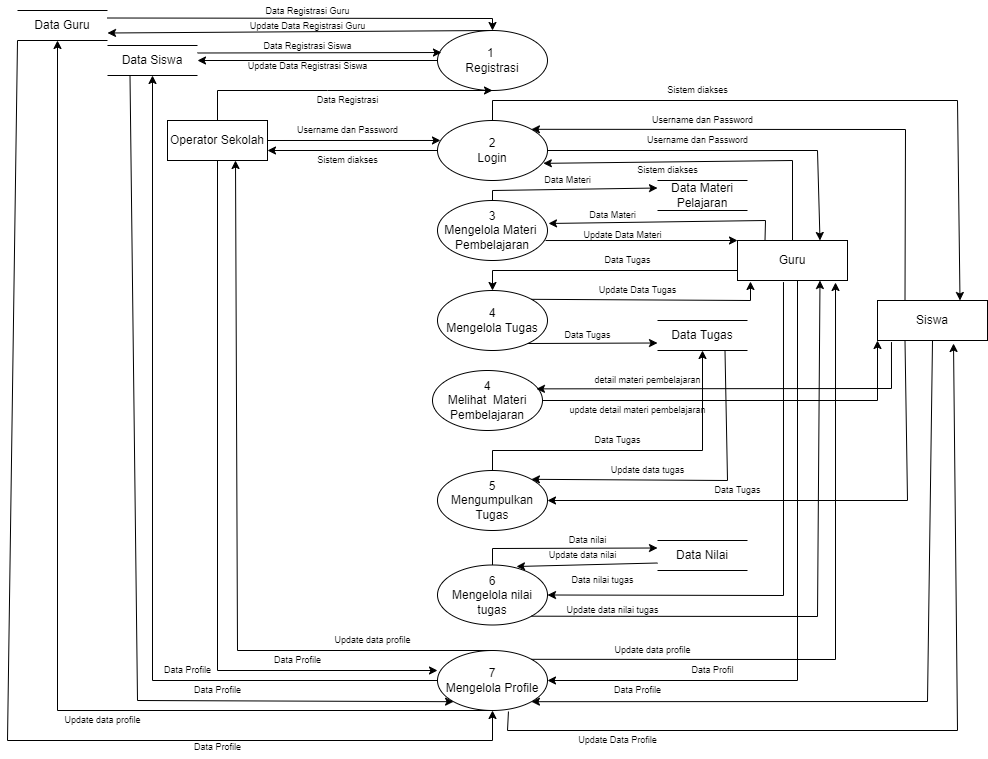 Data Registrasi Guru
Data Guru
Update Data Registrasi Guru
Data Registrasi Siswa
Data Siswa
Update Data Registrasi Siswa
1
Registrasi
Data Registrasi
Sistem diakses
Operator Sekolah
Username dan Password
Sistem diakses
2
Login
Username dan Password
Username dan Password
Sistem diakses
Data Materi
Data Materi
Pelajaran
3
Mengelola Materi
Pembelajaran
Data Materi
Update Data Materi
Guru
Data Tugas
Update Data Tugas
4
Mengelola Tugas
Data Tugas
Data Tugas
Siswa
4
Melihat  Materi
Pembelajaran
detail materi pembelajaran
update detail materi pembelajaran
Data Tugas
Update data tugas
5
Mengumpulkan
Tugas
Data Tugas
Data nilai
Update data nilai
Data Nilai
6
Mengelola nilai
tugas
Data nilai tugas
Update data nilai tugas
Update data profile
Data Profile
Data Profile
Data Profile
7
Mengelola Profile
Update data profile
Data Profil
Data Profile
Update data profile
Data Profile
Update Data Profile